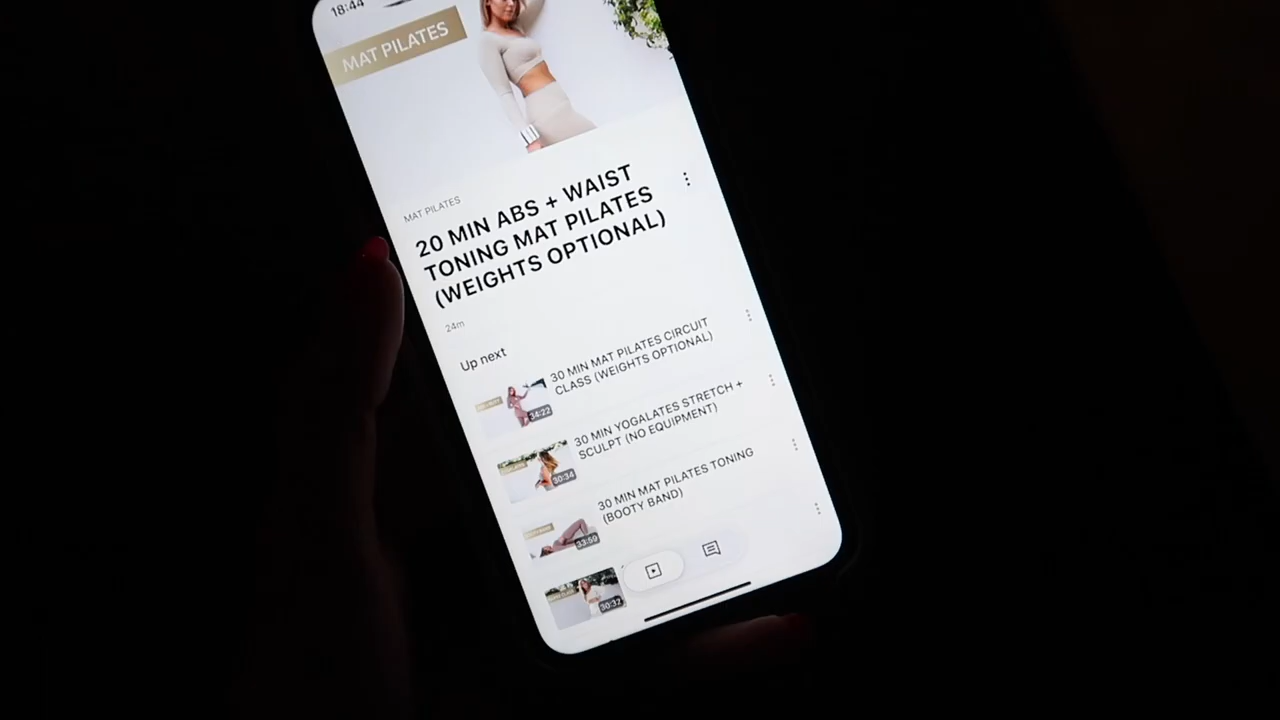 18:44
MAT PILATES
MAT PILATES
20 MIN ABS + WAIST
TONING MAT PILATES
(WEIGHTS OPTIONAL)
24m
Up next
30 MIN MAT PILATES CIRCUIT
CLASS (WEIGHTS OPTIONAL)
34:22
30 MIN YOGALATES STRETCH +
SCULPT (NO EQUIPMENT)
30:34
30 MIN MAT PILATES TONING
(BOOTY BAND)
33:59
30:32